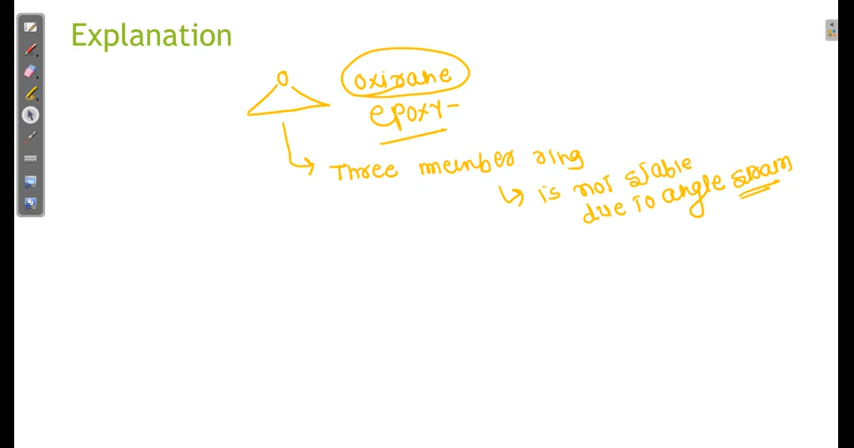 Explanation
O
oxirane
epoxy-
Three member ring
is not stable
due to angle strain